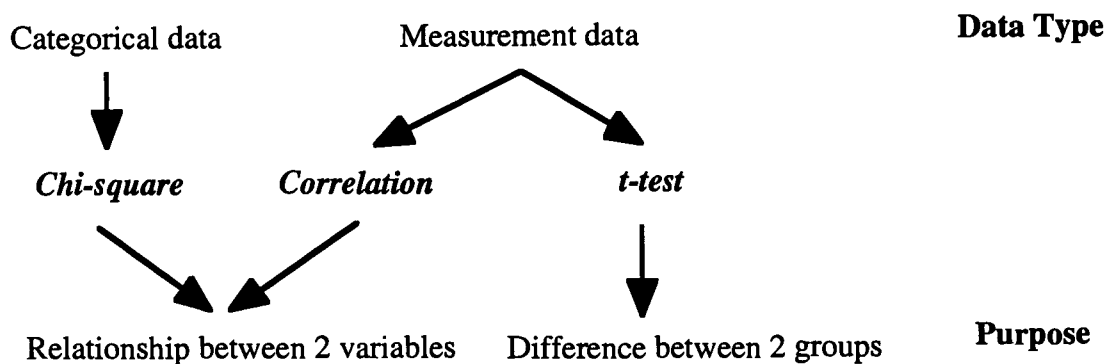 Categorical data Measurement data Data Type
Chi-square Correlation t-test
Relationship between 2 variables Difference between 2 groups Purpose